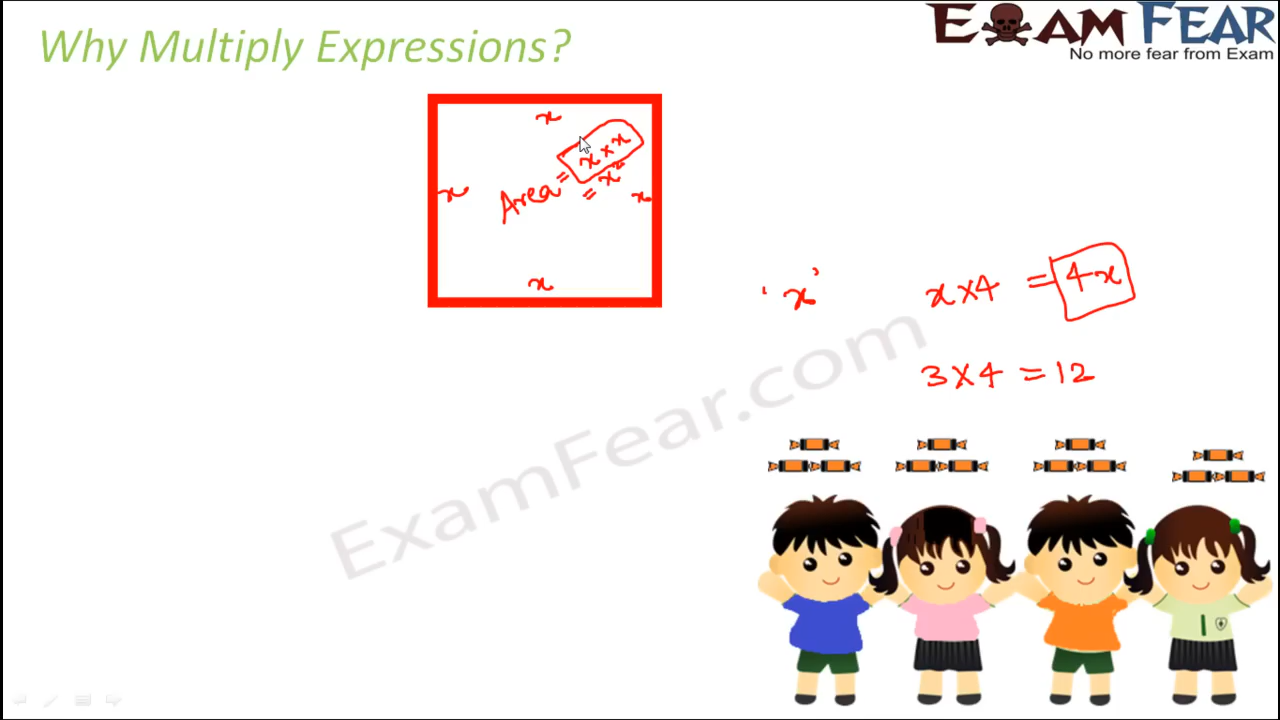 Why Multiply Expressions?
EXAM FEAR
No more fear from Exam
x
x
Area = x × x
= x²
x
x
'x'
x × 4 = 4x
3 × 4 = 12
ExamFear.com